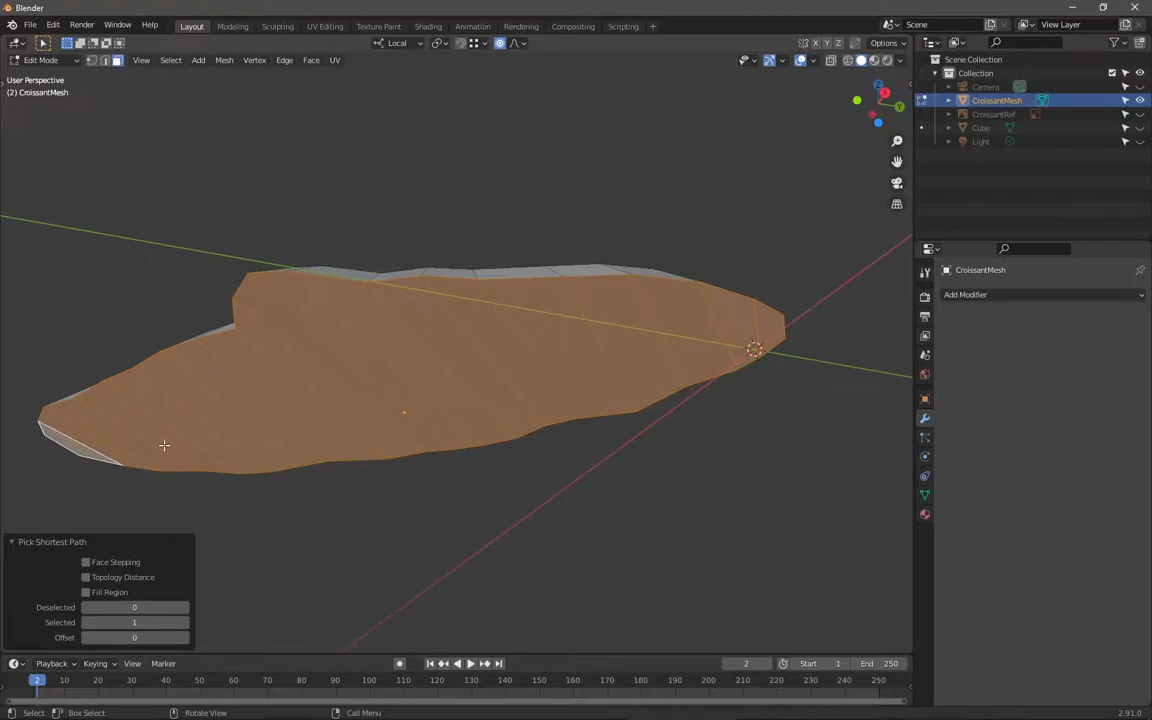 Blender
File Edit Render Window Help Layout Modeling Sculpting UV Editing Texture Paint Shading Animation Rendering Compositing Scripting + Scene View Layer
Local Options
Edit Mode View Select Add Mesh Vertex Edge Face UV
X Y Z
User Perspective
(2) CroissantMesh
Scene Collection
Collection
Camera
CroissantMesh
CroissantRef
Cube
Light
X
Y
Z
CroissantMesh
Add Modifier
Pick Shortest Path
Face Stepping
Topology Distance
Fill Region
Deselected 0
Selected 1
Offset 0
Playback Keying View Marker 2 Start 1 End 250
2 10 20 30 40 50 60 70 80 90 100 110 120 130 140 150 160 170 180 190 200 210 220 230 240 250
Select Box Select Rotate View Call Menu 2.91.0